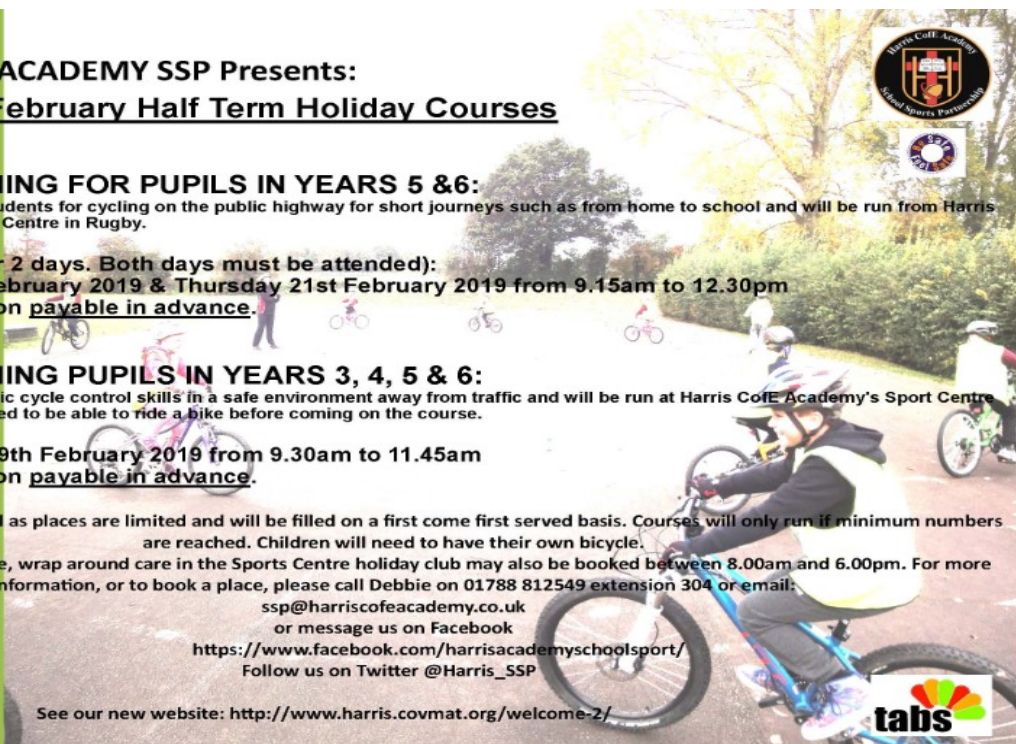 ACADEMY SSP Presents:
February Half Term Holiday Courses
Harris CofE Academy
School Sports Partnership
Be Safe
Feel Safe
ING FOR PUPILS IN YEARS 5 &6:
udents for cycling on the public highway for short journeys such as from home to school and will be run from Harris
Centre in Rugby.
2 days. Both days must be attended):
ebruary 2019 & Thursday 21st February 2019 from 9.15am to 12.30pm
on payable in advance.
ING PUPILS IN YEARS 3, 4, 5 & 6:
ic cycle control skills in a safe environment away from traffic and will be run at Harris CofE Academy's Sport Centre
ed to be able to ride a bike before coming on the course.
9th February 2019 from 9.30am to 11.45am
on payable in advance.
as places are limited and will be filled on a first come first served basis. Courses will only run if minimum numbers
are reached. Children will need to have their own bicycle.
e, wrap around care in the Sports Centre holiday club may also be booked between 8.00am and 6.00pm. For more
nformation, or to book a place, please call Debbie on 01788 812549 extension 304 or email:
ssp@harriscofeacademy.co.uk
or message us on Facebook
https://www.facebook.com/harrisacademyschoolsport/
Follow us on Twitter @Harris_SSP
See our new website: http://www.harris.covmat.org/welcome-2/
tabs